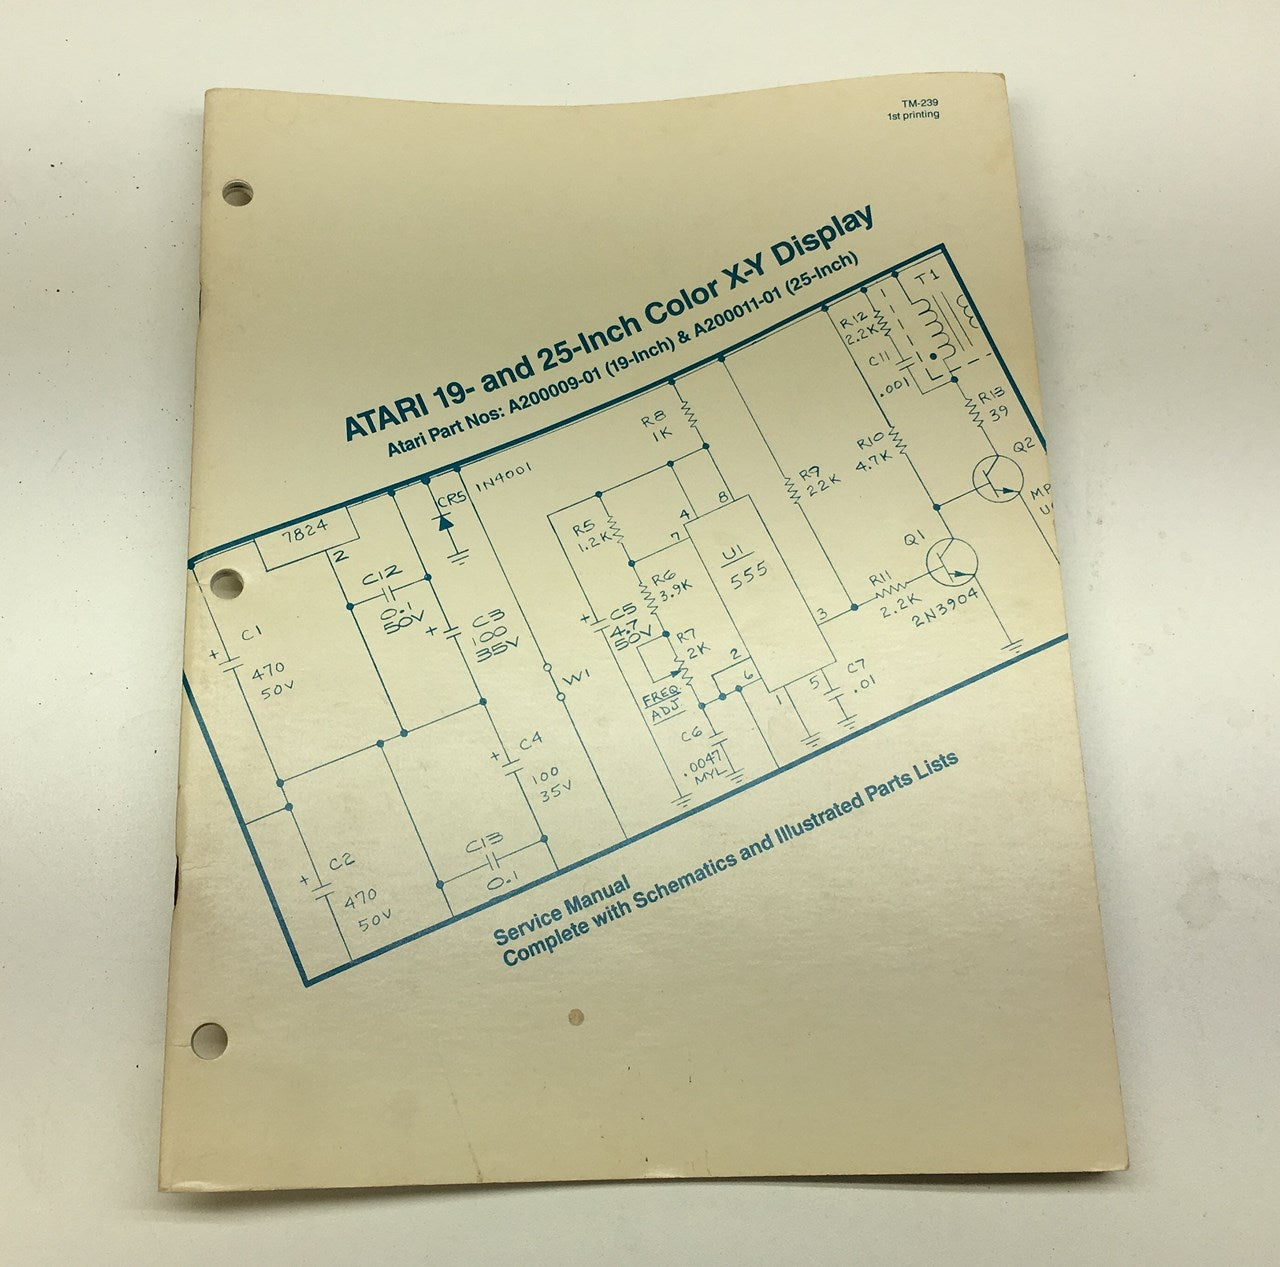 TM-239
1st printing
ATARI 19- and 25-Inch Color X-Y Display
Atari Part Nos: A200009-01 (19-Inch) & A200011-01 (25-Inch)
T1
R12
2.2K
C11
.001
R13
39
Q2
R8
1K
R10
4.7K
R9
22K
1N4001
CR5
7824
2
C12
0.1
50V
C3
100
35V
+
R5
1.2K
4
8
7
U1
555
R6
3.9K
C5
4.7
50V
+
R7
2K
FREQ
ADJ.
2
6
3
5
1
C7
.01
R11
2.2K
Q1
2N3904
C1
+
470
50V
W1
C4
+
100
35V
C6
.0047
MYL
C13
0.1
C2
+
470
50V
Service Manual
Complete with Schematics and Illustrated Parts Lists